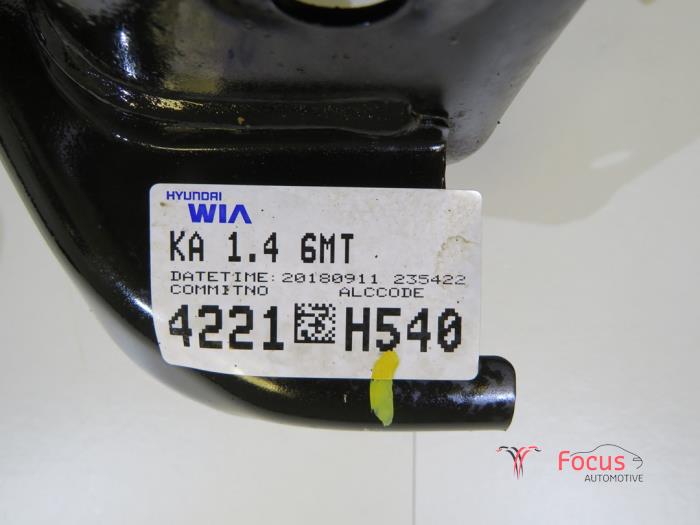 HYUNDAI
WIA
KA 1.4 6MT
DATETIME: 20180911 235422
COMMITNO ALCCODE
4221 H540
Focus
AUTOMOTIVE